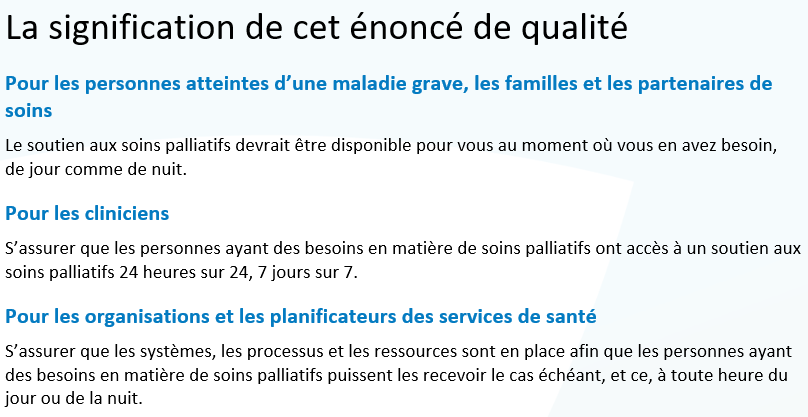 La signification de cet énoncé de qualité
Pour les personnes atteintes d’une maladie grave, les familles et les partenaires de
soins
Le soutien aux soins palliatifs devrait être disponible pour vous au moment où vous en avez besoin,
de jour comme de nuit.
Pour les cliniciens
S’assurer que les personnes ayant des besoins en matière de soins palliatifs ont accès à un soutien aux
soins palliatifs 24 heures sur 24, 7 jours sur 7.
Pour les organisations et les planificateurs des services de santé
S’assurer que les systèmes, les processus et les ressources sont en place afin que les personnes ayant
des besoins en matière de soins palliatifs puissent les recevoir le cas échéant, et ce, à toute heure du
jour ou de la nuit.